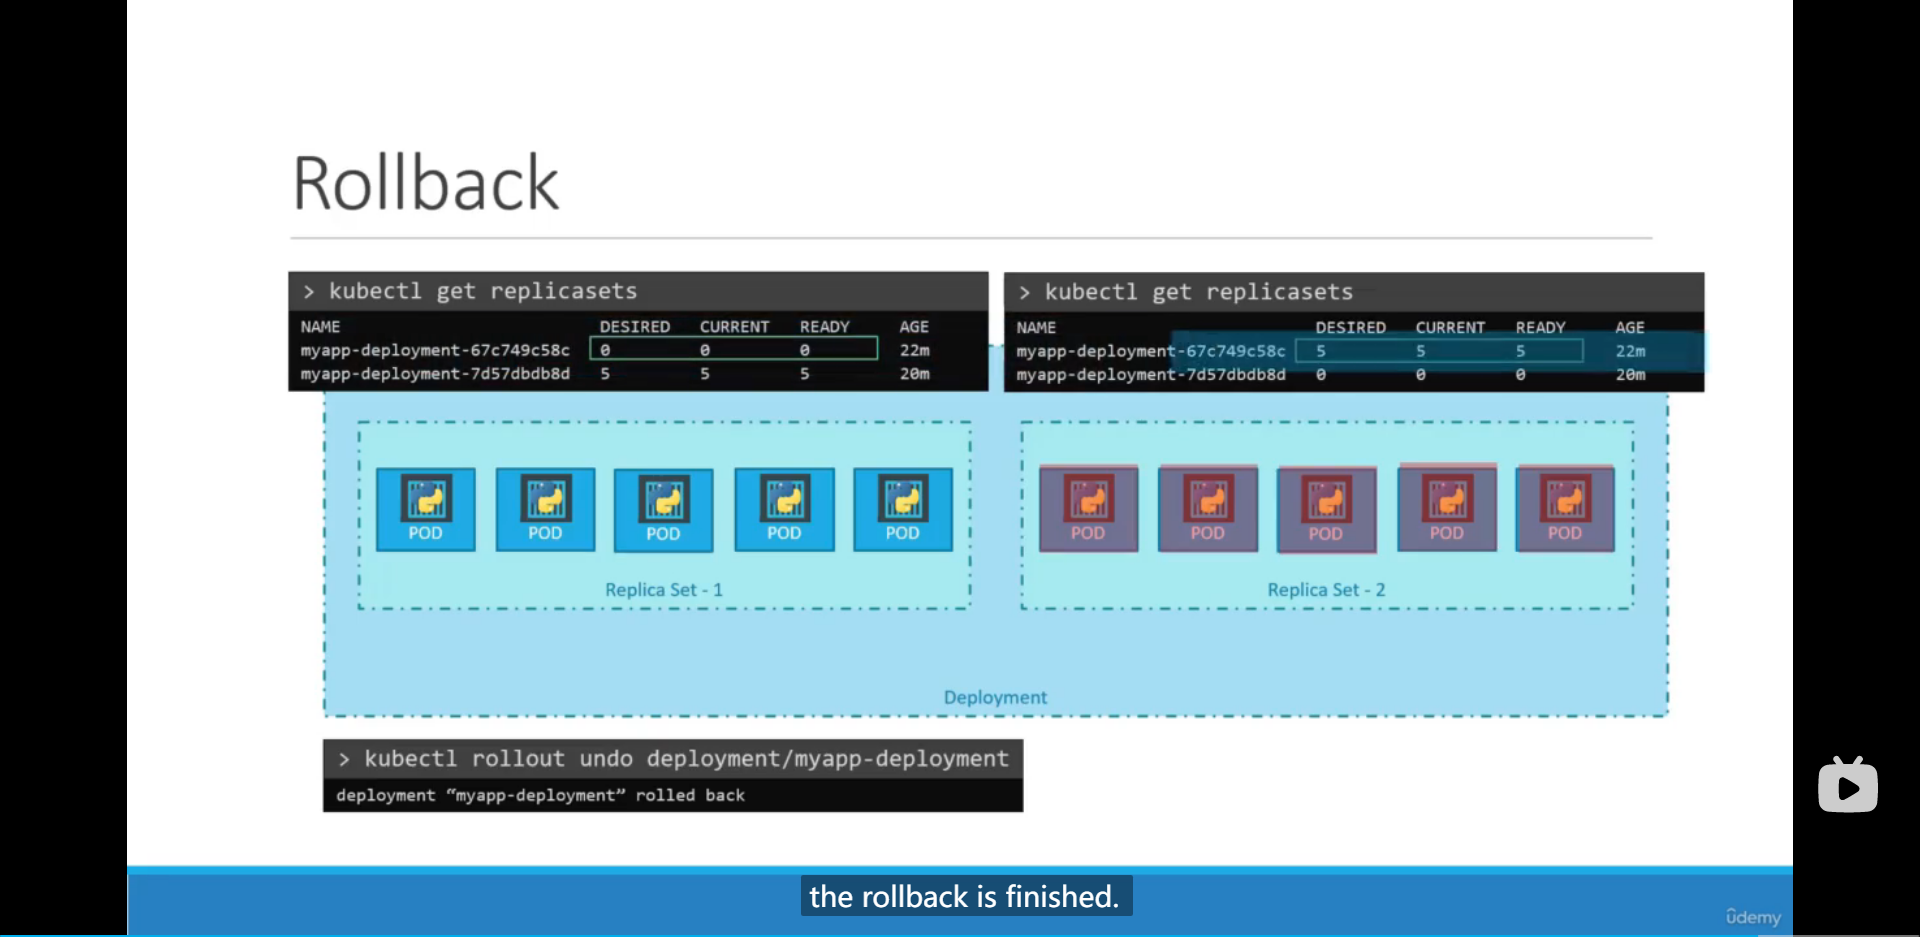 Rollback
> kubectl get replicasets
NAME DESIRED CURRENT READY AGE
myapp-deployment-67c749c58c 0 0 0 22m
myapp-deployment-7d57dbdb8d 5 5 5 20m
> kubectl get replicasets
NAME DESIRED CURRENT READY AGE
myapp-deployment-67c749c58c 5 5 5 22m
myapp-deployment-7d57dbdb8d 0 0 0 20m
POD POD POD POD POD
Replica Set - 1
POD POD POD POD POD
Replica Set - 2
Deployment
> kubectl rollout undo deployment/myapp-deployment
deployment “myapp-deployment” rolled back
the rollback is finished.
ûdemy